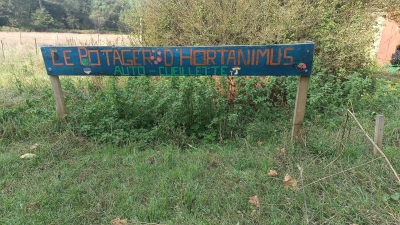 LE POTAGER D'HORTANIMUS
AUTO-CUEILLETTE